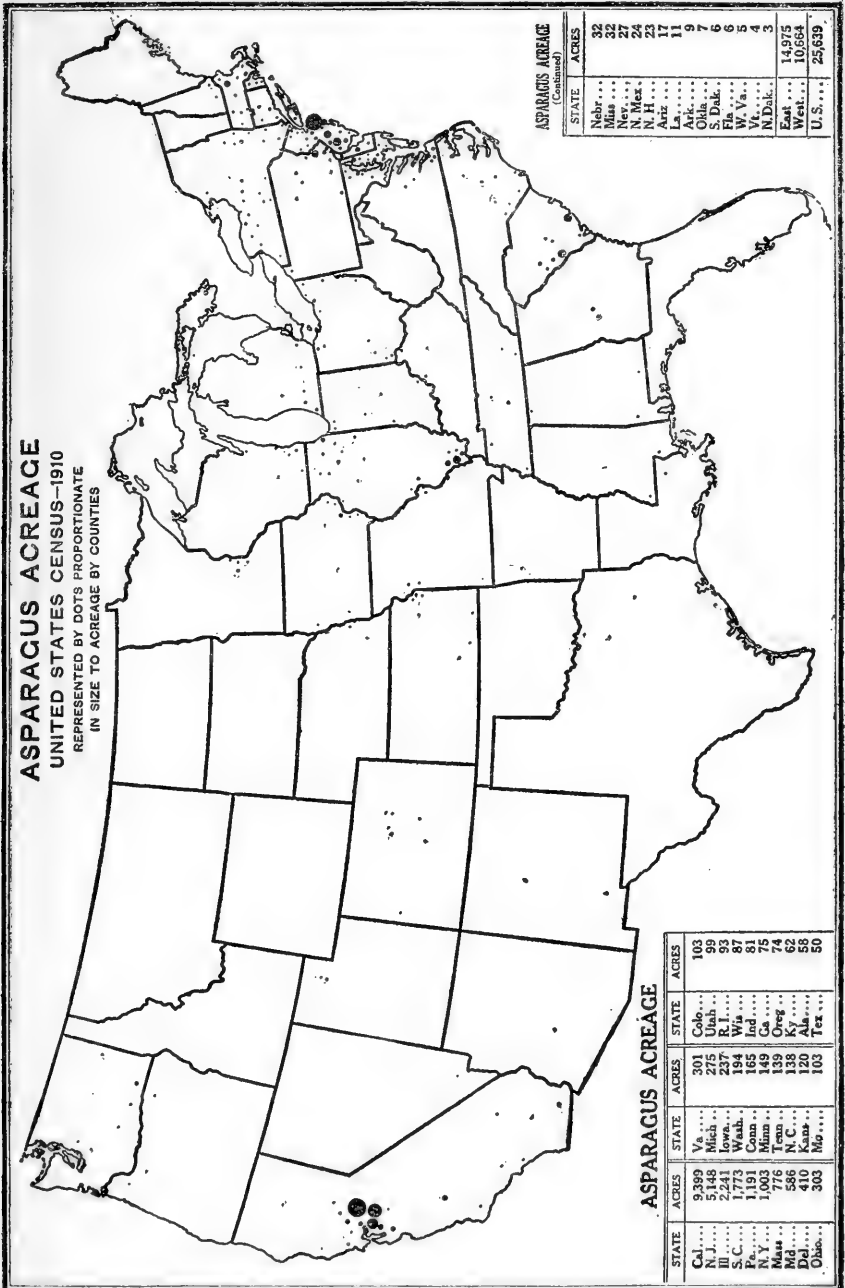 ASPARAGUS ACREAGE
UNITED STATES CENSUS—1910
REPRESENTED BY DOTS PROPORTIONATE
IN SIZE TO ACREAGE BY COUNTIES
ASPARAGUS ACREAGE
STATE ACRES STATE ACRES STATE ACRES
Cal..... 9,399 Va..... 301 Colo.... 103
N. J..... 5,148 Mich.... 275 Utah.... 99
Ill...... 2,241 Iowa.... 237 R. I..... 93
S. C..... 1,773 Wash.... 194 Wis..... 87
Pa...... 1,191 Conn.... 165 Ind..... 81
N. Y..... 1,003 Minn.... 149 Ga...... 75
Mass.... 776 Tenn.... 139 Oreg.... 74
Md...... 586 N. C..... 138 Ky...... 62
Del..... 410 Kans.... 120 Ala..... 58
Ohio.... 303 Mo...... 103 Tex..... 50
ASPARAGUS ACREAGE
(Continued)
STATE ACRES
Nebr.... 32
Miss.... 32
Nev..... 27
N. Mex.. 24
N. H.... 23
Ariz.... 17
La...... 11
Ark..... 9
Okla.... 7
S. Dak.. 6
Fla..... 6
W. Va... 5
Vt...... 4
N. Dak.. 3
East.... 14,975
West.... 10,664
U. S.... 25,639